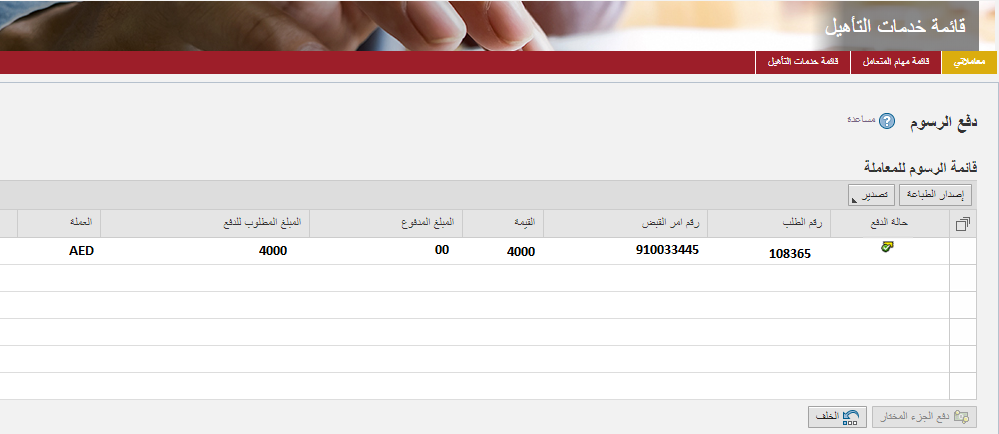 قائمة خدمات التأهيل
معاملاتي قائمة مهام المتعامل قائمة خدمات التأهيل
دفع الرسوم مساعدة
قائمة الرسوم للمعاملة
إصدار الطباعة تصدير
حالة الدفع رقم الطلب رقم امر القبض القيمة المبلغ المدفوع المبلغ المطلوب للدفع العملة
108365 910033445 4000 00 4000 AED
دفع الجزء المختار الخلف